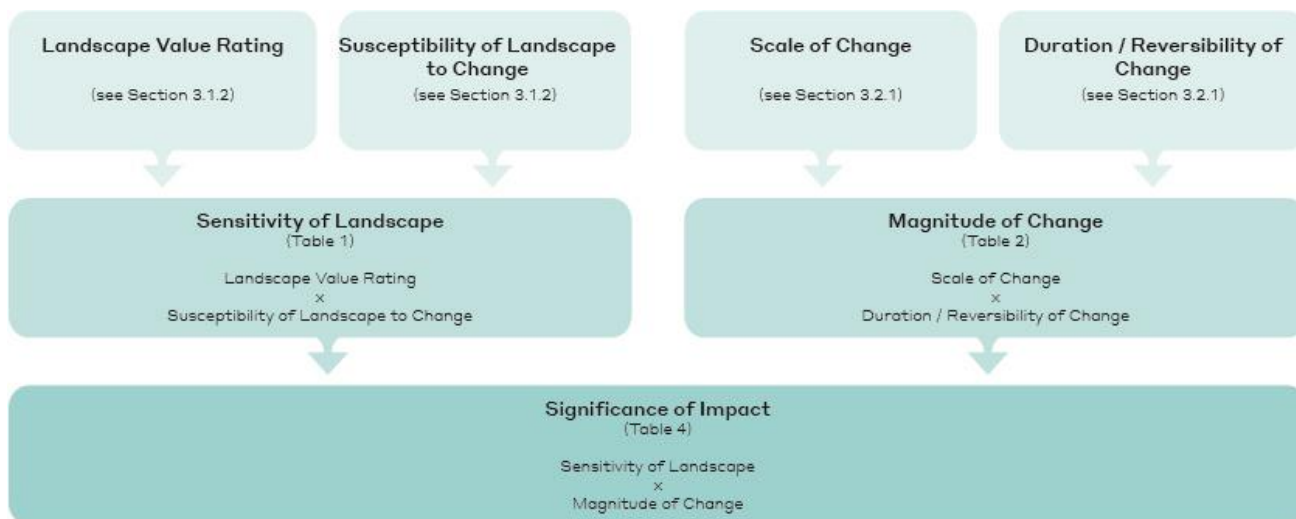 Landscape Value Rating
(see Section 3.1.2)
Susceptibility of Landscape
to Change
(see Section 3.1.2)
Scale of Change
(see Section 3.2.1)
Duration / Reversibility of
Change
(see Section 3.2.1)
Sensitivity of Landscape
(Table 1)
Landscape Value Rating
×
Susceptibility of Landscape to Change
Magnitude of Change
(Table 2)
Scale of Change
×
Duration / Reversibility of Change
Significance of Impact
(Table 4)
Sensitivity of Landscape
×
Magnitude of Change